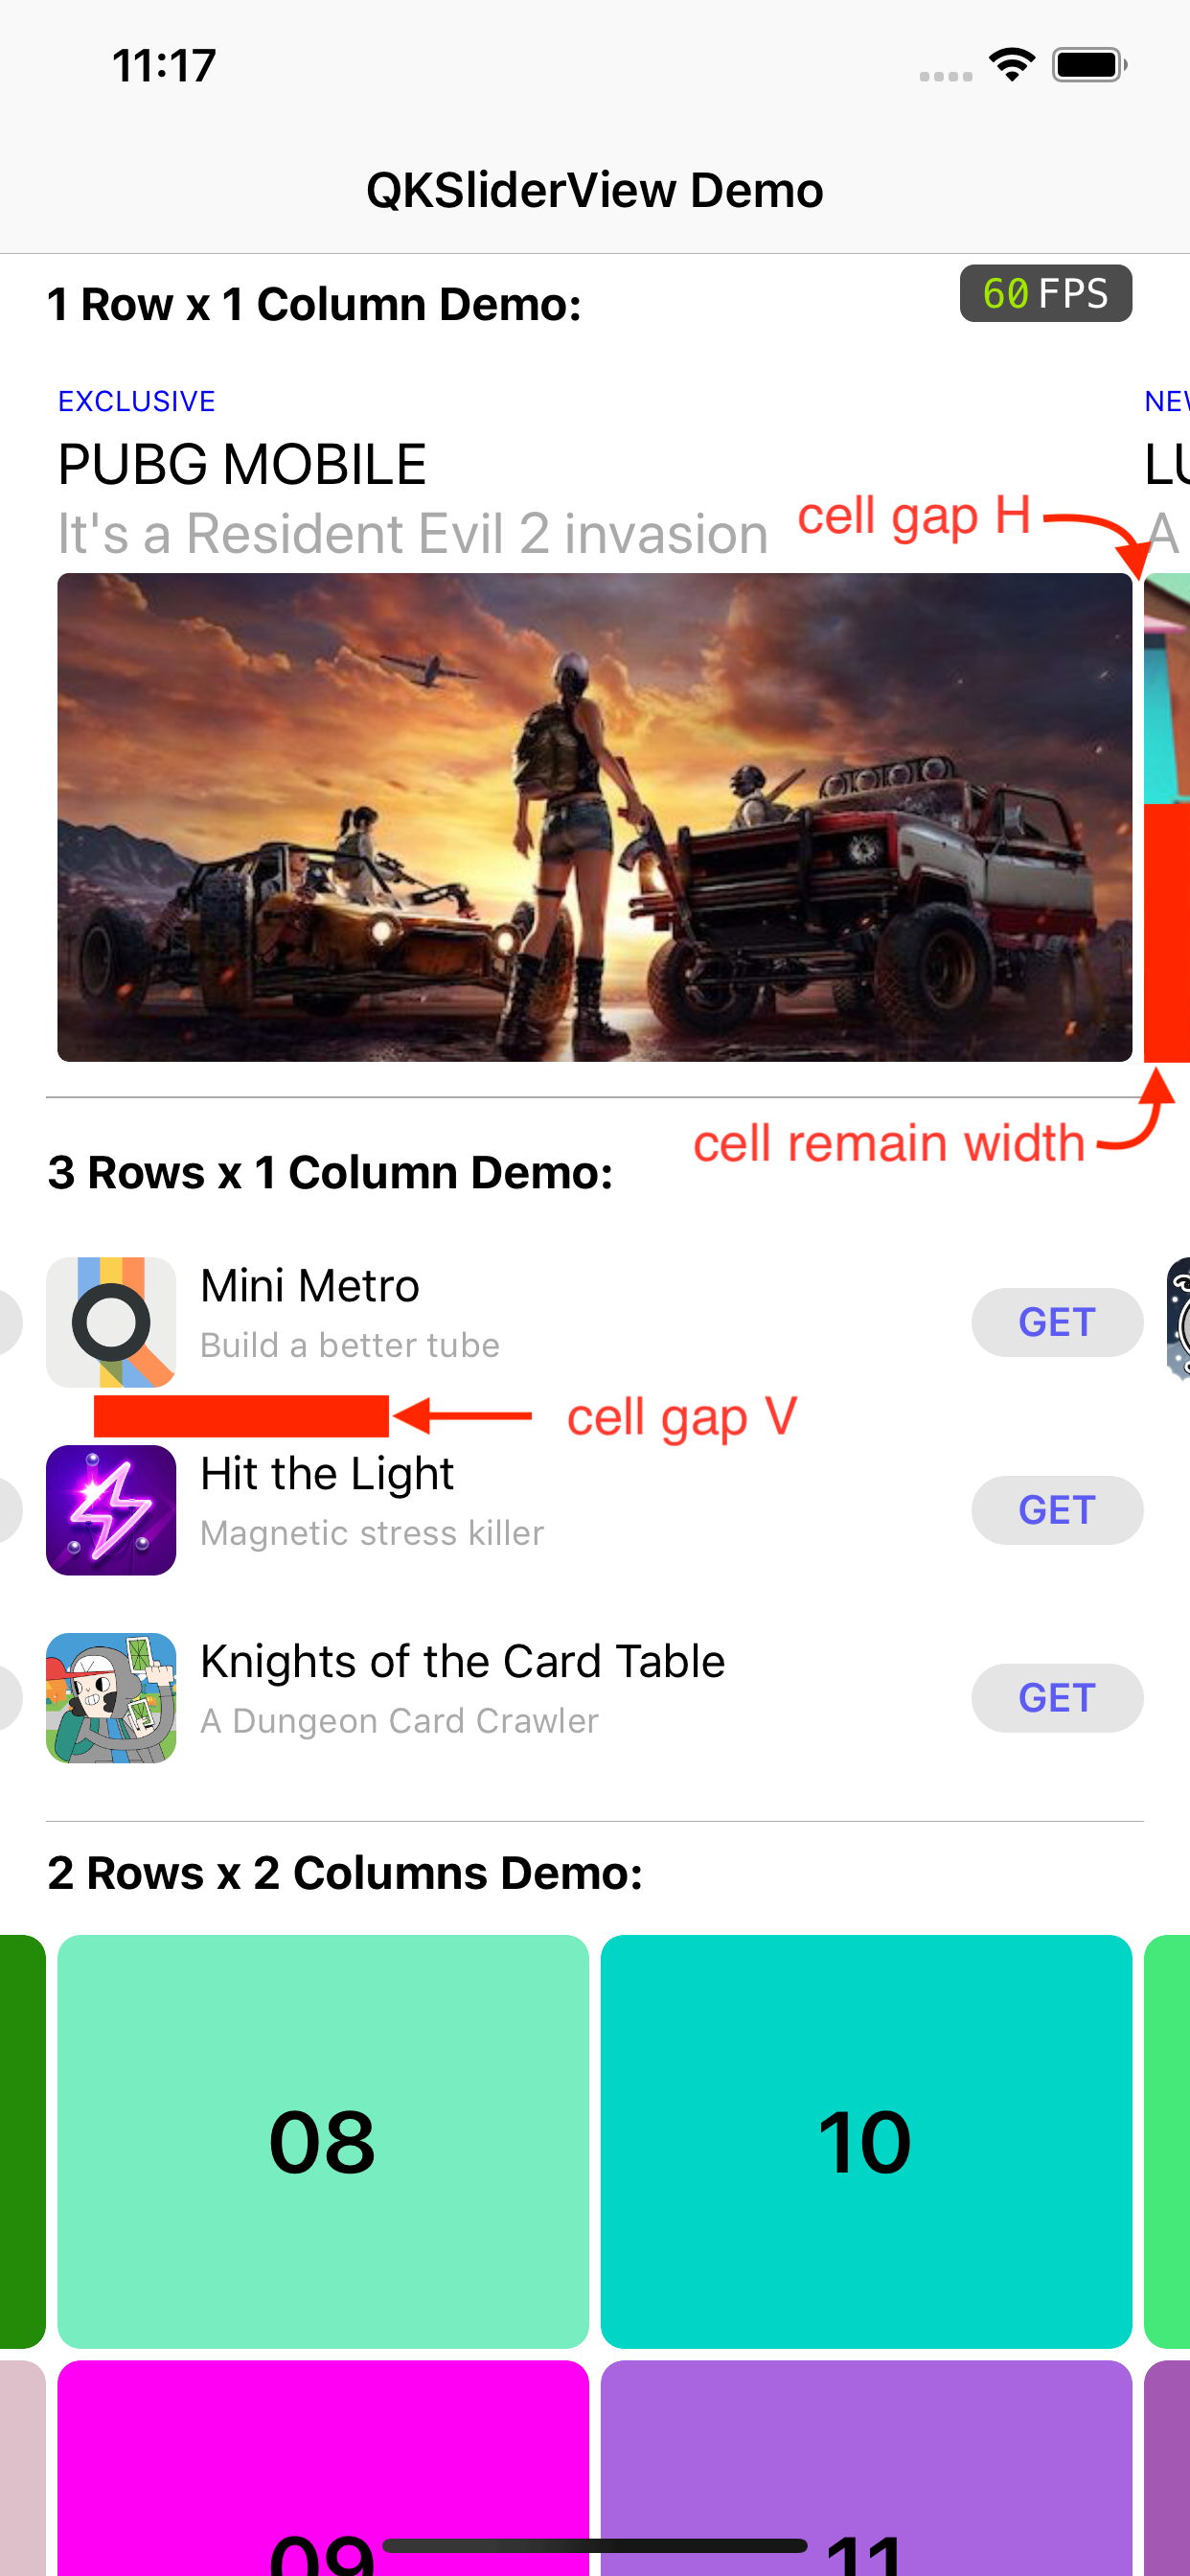 11:17
QKSliderView Demo
1 Row x 1 Column Demo:
60 FPS
EXCLUSIVE
PUBG MOBILE
It's a Resident Evil 2 invasion
cell gap H
A
cell remain width
3 Rows x 1 Column Demo:
Mini Metro
Build a better tube
GET
cell gap V
Hit the Light
Magnetic stress killer
GET
Knights of the Card Table
A Dungeon Card Crawler
GET
2 Rows x 2 Columns Demo:
08
10
09
11